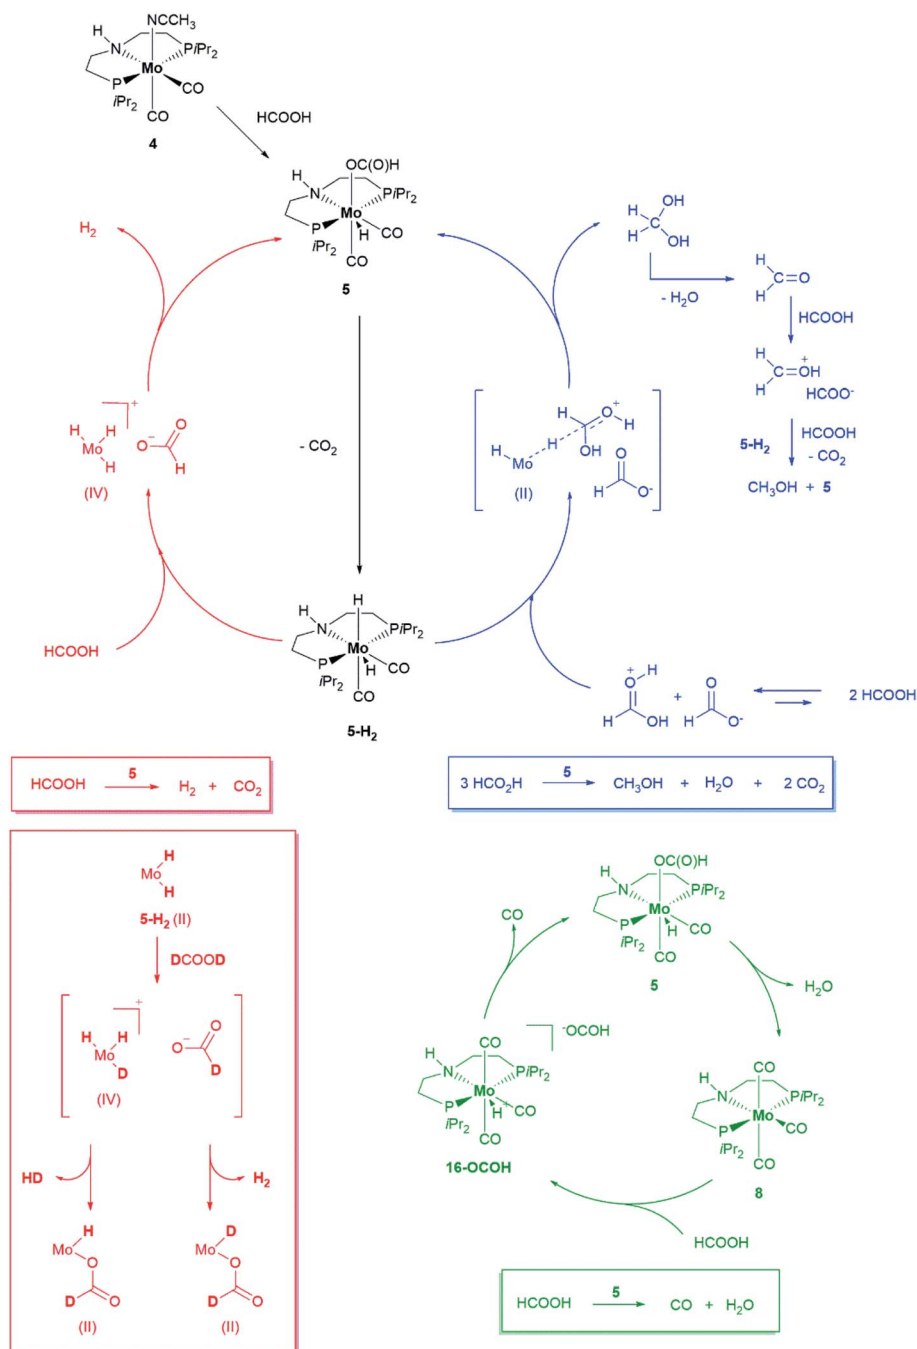 NCCH₃
H
N
PiPr₂
Mo
P
iPr₂
CO
CO
4
HCOOH
OC(O)H
H
N
PiPr₂
Mo
P
H
CO
iPr₂
CO
5
H₂
OH
H
C
OH
H
- H₂O
H
C=O
H
HCOOH
H
+
C=OH
H
HCOO⁻
5-H₂
HCOOH
- CO₂
CH₃OH + 5
+
H
H
Mo
H
(IV)
O⁻
O
H
- CO₂
H
+
O
H
C
H
H
OH
Mo
(II)
O
H
O⁻
HCOOH
H
H
N
PiPr₂
Mo
P
H
CO
iPr₂
CO
5-H₂
+
H
O
H
OH
+
O
H
O⁻
2 HCOOH
5
HCOOH → H₂ + CO₂
5
3 HCO₂H → CH₃OH + H₂O + 2 CO₂
H
Mo
H
5-H₂ (II)
DCOOD
+
H
H
Mo
D
(IV)
O⁻
O
D
HD
H₂
H
Mo
O
D
O
(II)
D
Mo
O
D
O
(II)
OC(O)H
H
N
PiPr₂
Mo
P
H
CO
iPr₂
CO
5
CO
H₂O
⁻OCOH
CO
H
N
PiPr₂
Mo
P
H
+
CO
iPr₂
CO
16-OCOH
CO
H
N
PiPr₂
Mo
P
CO
iPr₂
CO
8
HCOOH
5
HCOOH → CO + H₂O